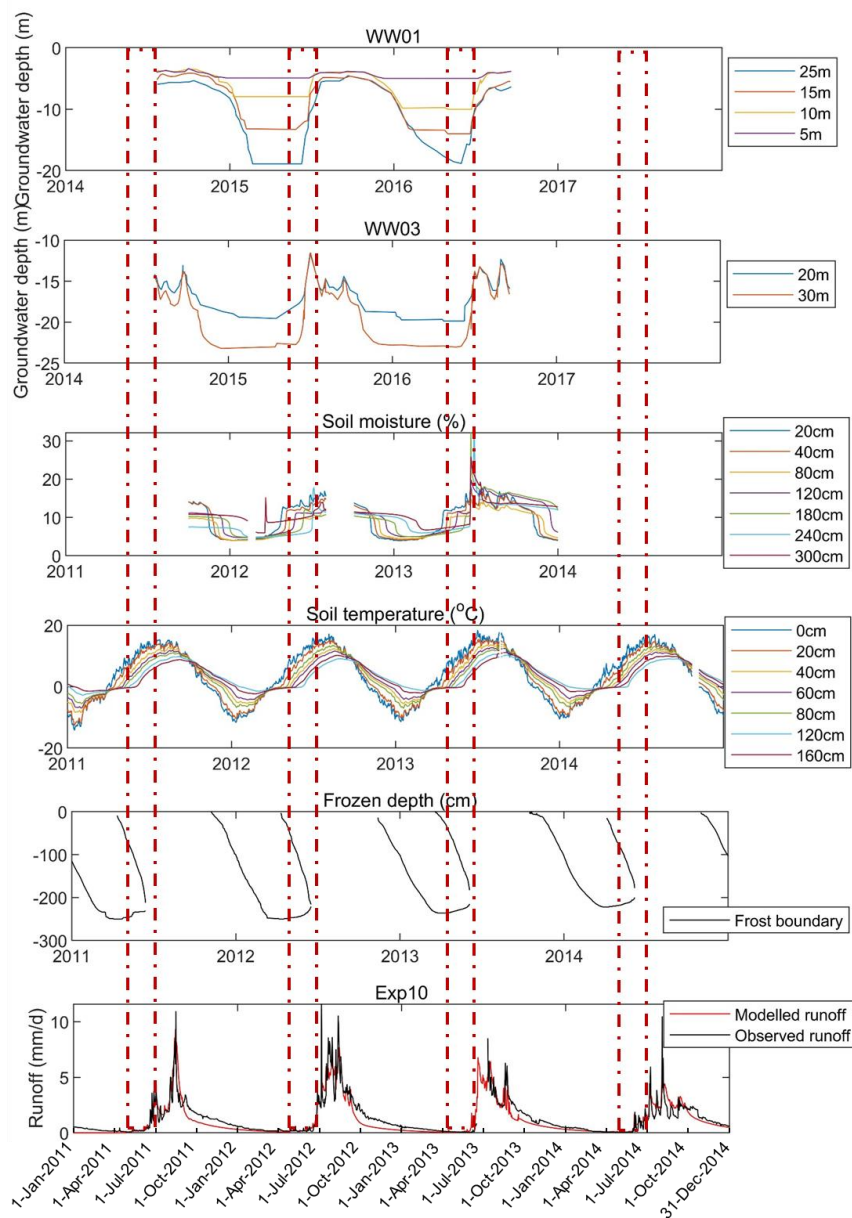 WW01
Groundwater depth (m)
0
-10
-20
2014
2015
2016
2017
25m
15m
10m
5m
WW03
Groundwater depth (m)
-10
-15
-20
-25
2014
2015
2016
2017
20m
30m
Soil moisture (%)
30
20
10
0
2011
2012
2013
2014
20cm
40cm
80cm
120cm
180cm
240cm
300cm
Soil temperature (°C)
20
0
-20
2011
2012
2013
2014
0cm
20cm
40cm
60cm
80cm
120cm
160cm
Frozen depth (cm)
0
-100
-200
-300
2011
2012
2013
2014
Frost boundary
Exp10
Runoff (mm/d)
10
5
0
Modelled runoff
Observed runoff
1-Jan-2011
1-Apr-2011
1-Jul-2011
1-Oct-2011
1-Jan-2012
1-Apr-2012
1-Jul-2012
1-Oct-2012
1-Jan-2013
1-Apr-2013
1-Jul-2013
1-Oct-2013
1-Jan-2014
1-Apr-2014
1-Jul-2014
1-Oct-2014
31-Dec-2014